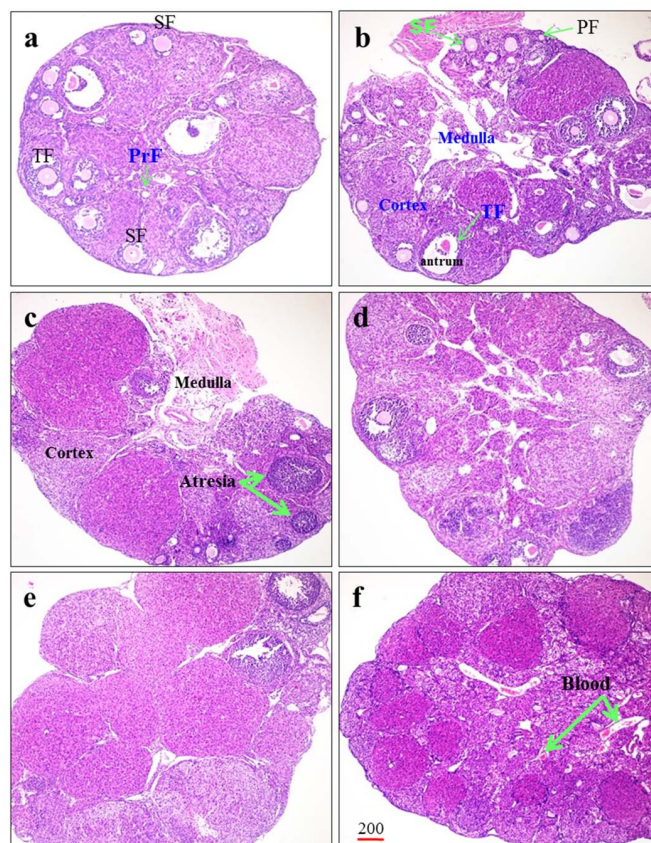 a
SF
TF
PrF
SF
b
SF
PF
Medulla
Cortex
TF
antrum
c
Medulla
Cortex
Atresia
d
e
f
Blood
200